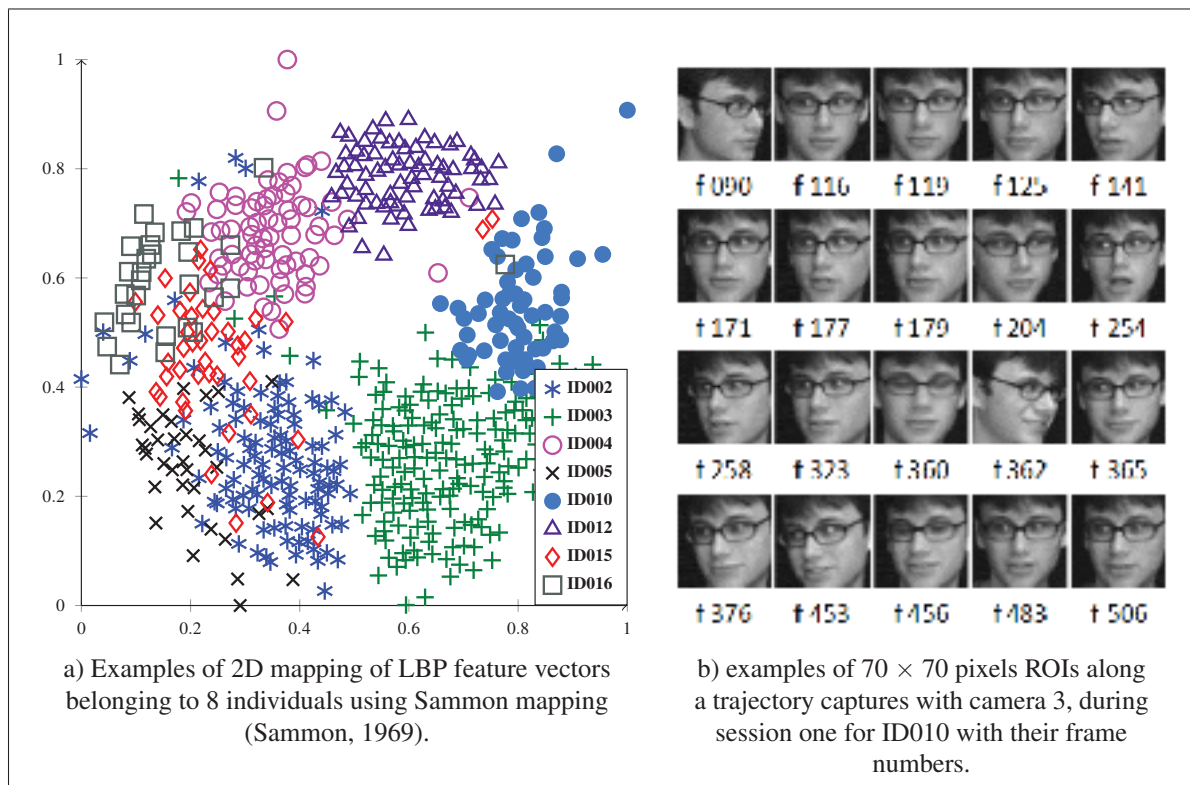 1
0.8
0.6
0.4
0.2
0
0
0.2
0.4
0.6
0.8
1
ID002
ID003
ID004
ID005
ID010
ID012
ID015
ID016
a) Examples of 2D mapping of LBP feature vectors
belonging to 8 individuals using Sammon mapping
(Sammon, 1969).
f 090 f 116 f 119 f 125 f 141
f 171 f 177 f 179 f 204 f 254
f 258 f 323 f 360 f 362 f 365
f 376 f 453 f 456 f 483 f 506
b) examples of 70 × 70 pixels ROIs along
a trajectory captures with camera 3, during
session one for ID010 with their frame
numbers.